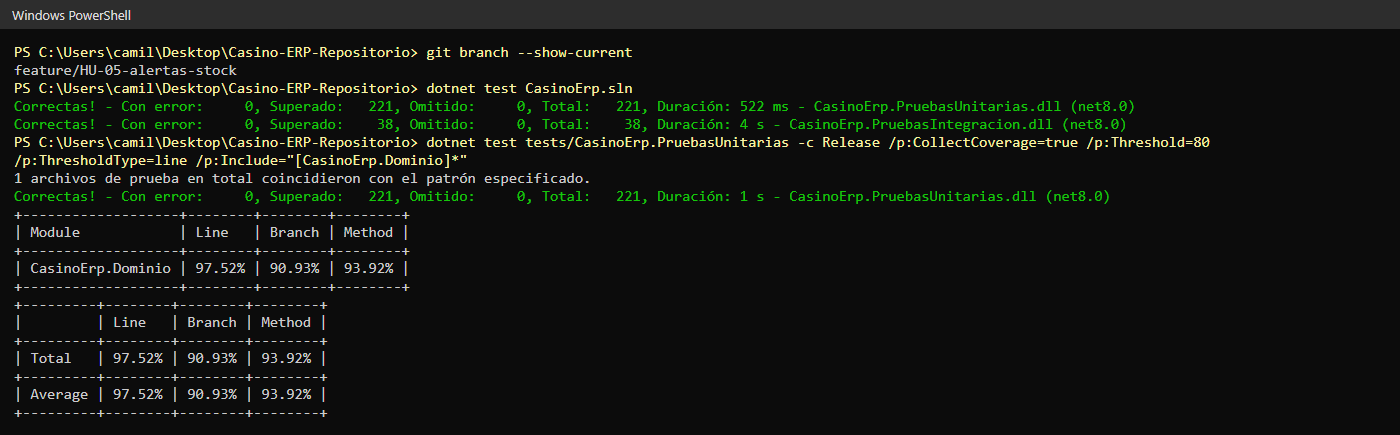 Windows PowerShell
PS C:\Users\camil\Desktop\Casino-ERP-Repositorio> git branch --show-current
feature/HU-05-alertas-stock
PS C:\Users\camil\Desktop\Casino-ERP-Repositorio> dotnet test CasinoErp.sln
Correctas! - Con error:     0, Superado:   221, Omitido:     0, Total:   221, Duración: 522 ms - CasinoErp.PruebasUnitarias.dll (net8.0)
Correctas! - Con error:     0, Superado:    38, Omitido:     0, Total:    38, Duración: 4 s - CasinoErp.PruebasIntegracion.dll (net8.0)
PS C:\Users\camil\Desktop\Casino-ERP-Repositorio> dotnet test tests/CasinoErp.PruebasUnitarias -c Release /p:CollectCoverage=true /p:Threshold=80
/p:ThresholdType=line /p:Include="[CasinoErp.Dominio]*"
1 archivos de prueba en total coincidieron con el patrón especificado.
Correctas! - Con error:     0, Superado:   221, Omitido:     0, Total:   221, Duración: 1 s - CasinoErp.PruebasUnitarias.dll (net8.0)
+-------------------+--------+--------+--------+
| Module            | Line   | Branch | Method |
+-------------------+--------+--------+--------+
| CasinoErp.Dominio | 97.52% | 90.93% | 93.92% |
+-------------------+--------+--------+--------+
+---------+--------+--------+--------+
|         | Line   | Branch | Method |
+---------+--------+--------+--------+
| Total   | 97.52% | 90.93% | 93.92% |
+---------+--------+--------+--------+
| Average | 97.52% | 90.93% | 93.92% |
+---------+--------+--------+--------+